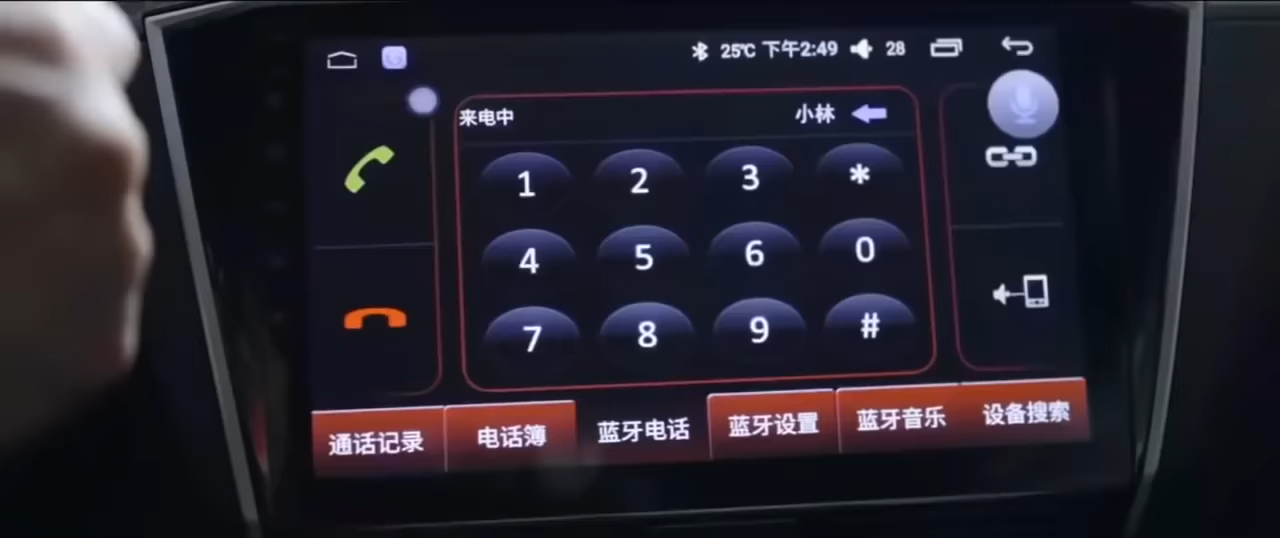 25℃ 下午2:49 28
来电中 小林
1 2 3 *
4 5 6 0
7 8 9 #
通话记录 电话簿 蓝牙电话 蓝牙设置 蓝牙音乐 设备搜索